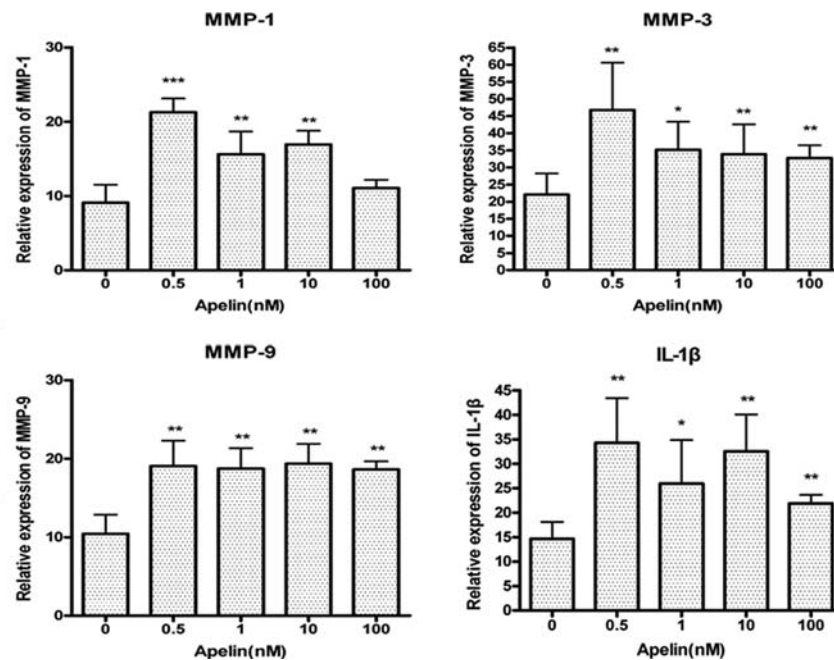 MMP-1
Relative expression of MMP-1
30
20
10
0
***
**
**
0 0.5 1 10 100
Apelin(nM)
MMP-3
Relative expression of MMP-3
65
60
55
50
45
40
35
30
25
20
15
10
5
0
**
*
**
**
0 0.5 1 10 100
Apelin(nM)
MMP-9
Relative expression of MMP-9
30
20
10
0
**
**
**
**
0 0.5 1 10 100
Apelin(nM)
IL-1β
Relative expression of IL-1β
45
40
35
30
25
20
15
10
5
0
**
*
**
**
0 0.5 1 10 100
Apelin(nM)